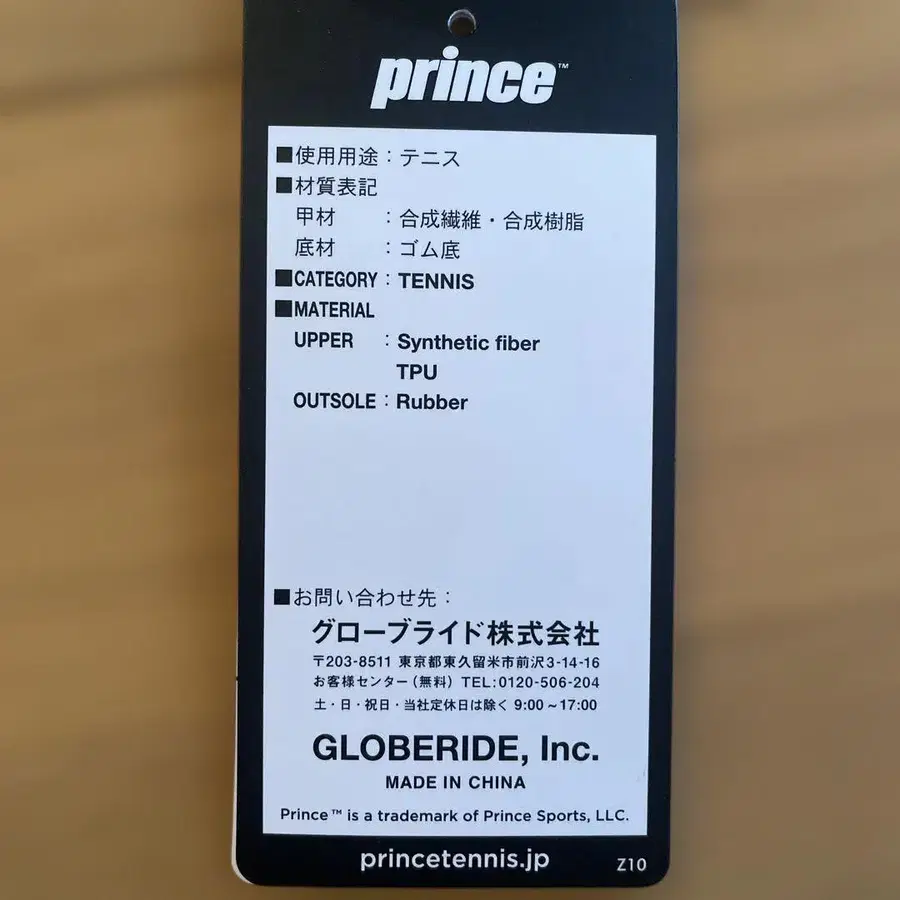 prince™
■使用用途：テニス
■材質表記
甲材　：合成繊維・合成樹脂
底材　：ゴム底
■CATEGORY：TENNIS
■MATERIAL
UPPER　：Synthetic fiber
TPU
OUTSOLE：Rubber
■お問い合わせ先：
グローブライド株式会社
〒203-8511 東京都東久留米市前沢3-14-16
お客様センター（無料）TEL:0120-506-204
土・日・祝日・当社定休日は除く 9:00～17:00
GLOBERIDE, Inc.
MADE IN CHINA
Prince™ is a trademark of Prince Sports, LLC.
princetennis.jp
Z10